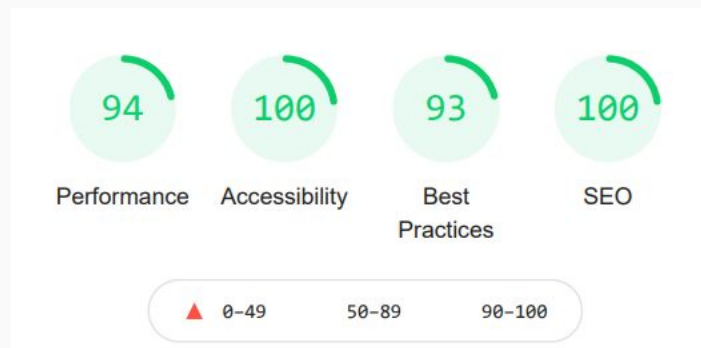 94 100 93 100
Performance Accessibility Best Practices SEO
0–49 50–89 90–100